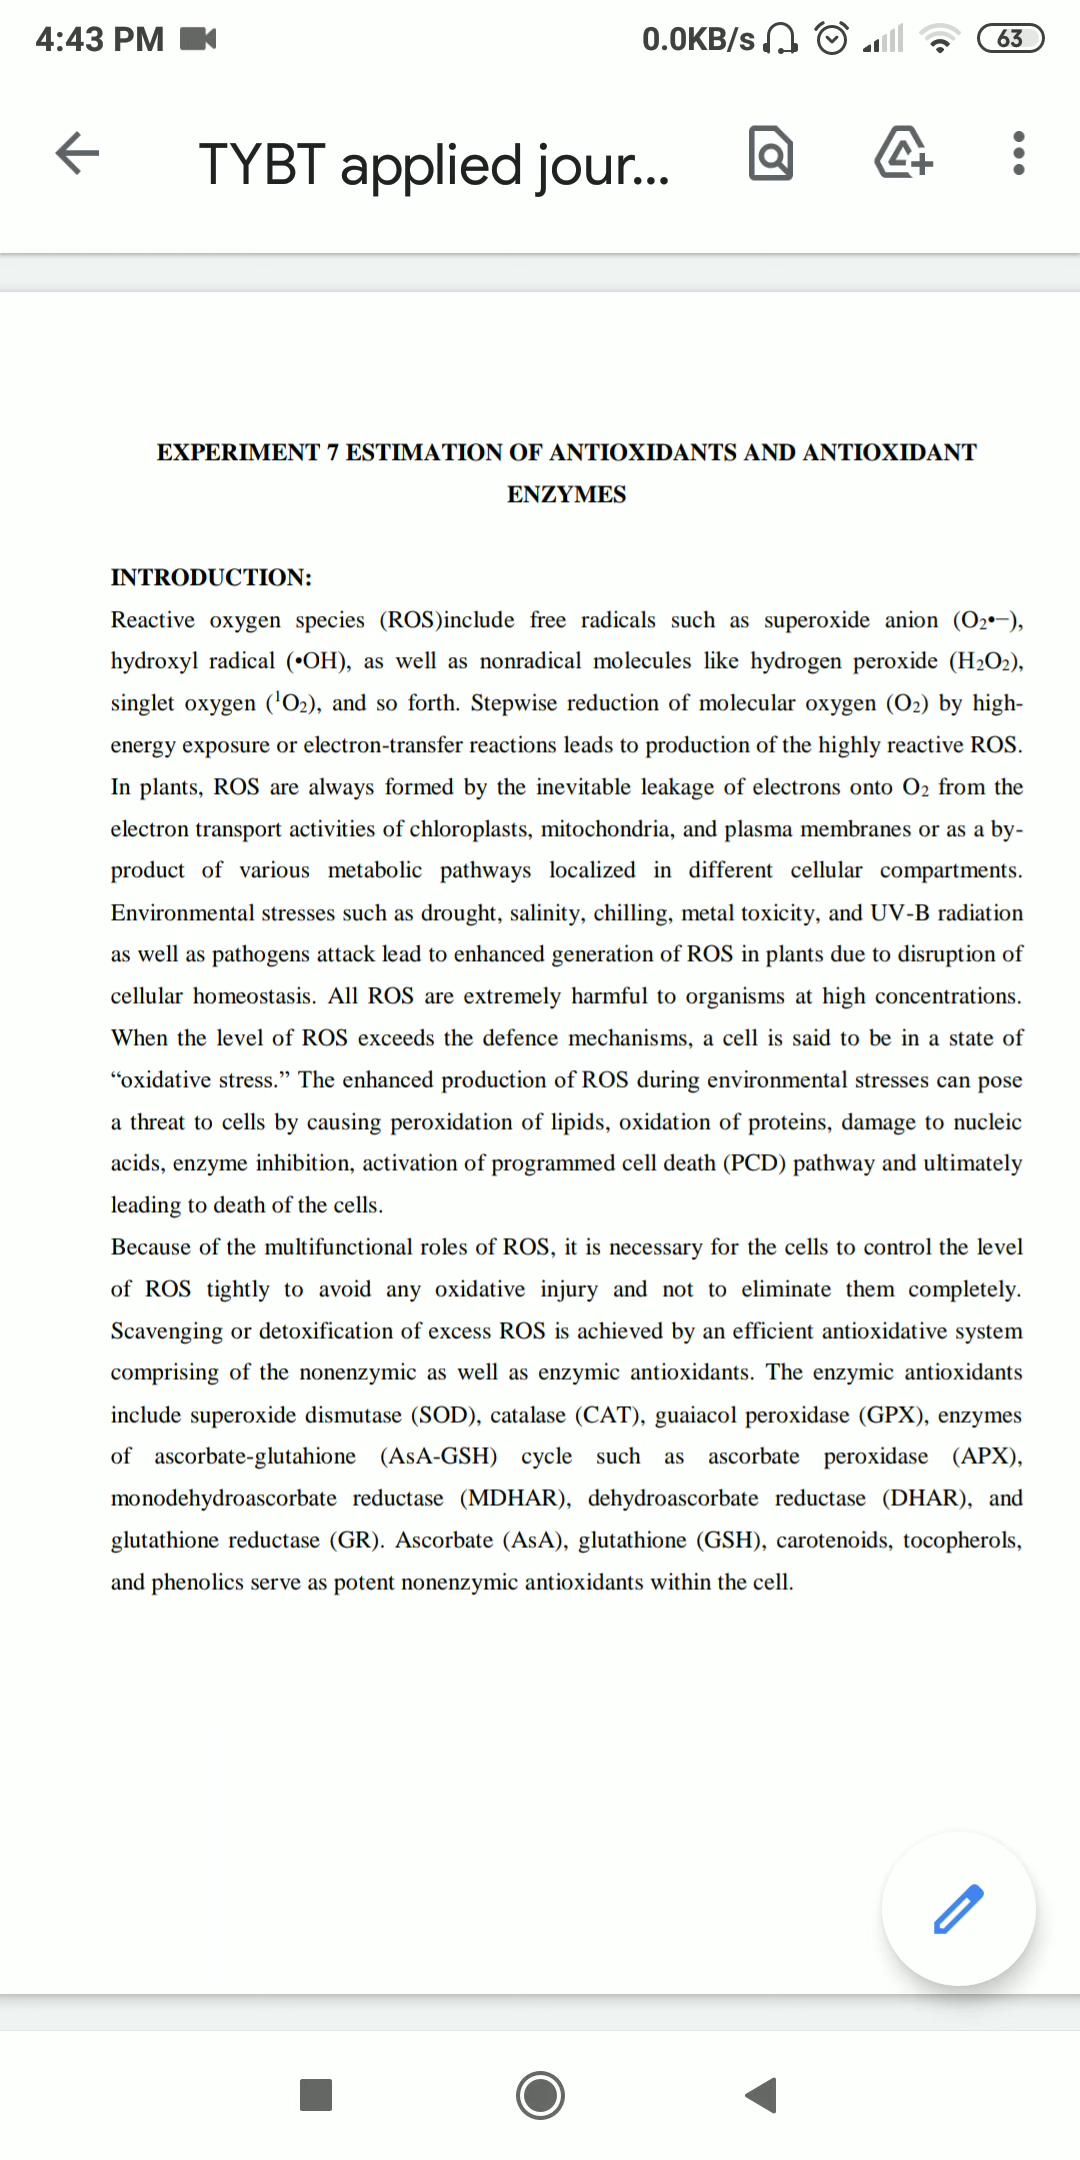 4:43 PM 0.0KB/s 63
TYBT applied jour...
EXPERIMENT 7 ESTIMATION OF ANTIOXIDANTS AND ANTIOXIDANT
ENZYMES
INTRODUCTION:
Reactive oxygen species (ROS)include free radicals such as superoxide anion (O₂•−),
hydroxyl radical (•OH), as well as nonradical molecules like hydrogen peroxide (H₂O₂),
singlet oxygen (¹O₂), and so forth. Stepwise reduction of molecular oxygen (O₂) by high-
energy exposure or electron-transfer reactions leads to production of the highly reactive ROS.
In plants, ROS are always formed by the inevitable leakage of electrons onto O₂ from the
electron transport activities of chloroplasts, mitochondria, and plasma membranes or as a by-
product of various metabolic pathways localized in different cellular compartments.
Environmental stresses such as drought, salinity, chilling, metal toxicity, and UV-B radiation
as well as pathogens attack lead to enhanced generation of ROS in plants due to disruption of
cellular homeostasis. All ROS are extremely harmful to organisms at high concentrations.
When the level of ROS exceeds the defence mechanisms, a cell is said to be in a state of
“oxidative stress.” The enhanced production of ROS during environmental stresses can pose
a threat to cells by causing peroxidation of lipids, oxidation of proteins, damage to nucleic
acids, enzyme inhibition, activation of programmed cell death (PCD) pathway and ultimately
leading to death of the cells.
Because of the multifunctional roles of ROS, it is necessary for the cells to control the level
of ROS tightly to avoid any oxidative injury and not to eliminate them completely.
Scavenging or detoxification of excess ROS is achieved by an efficient antioxidative system
comprising of the nonenzymic as well as enzymic antioxidants. The enzymic antioxidants
include superoxide dismutase (SOD), catalase (CAT), guaiacol peroxidase (GPX), enzymes
of ascorbate-glutahione (AsA-GSH) cycle such as ascorbate peroxidase (APX),
monodehydroascorbate reductase (MDHAR), dehydroascorbate reductase (DHAR), and
glutathione reductase (GR). Ascorbate (AsA), glutathione (GSH), carotenoids, tocopherols,
and phenolics serve as potent nonenzymic antioxidants within the cell.